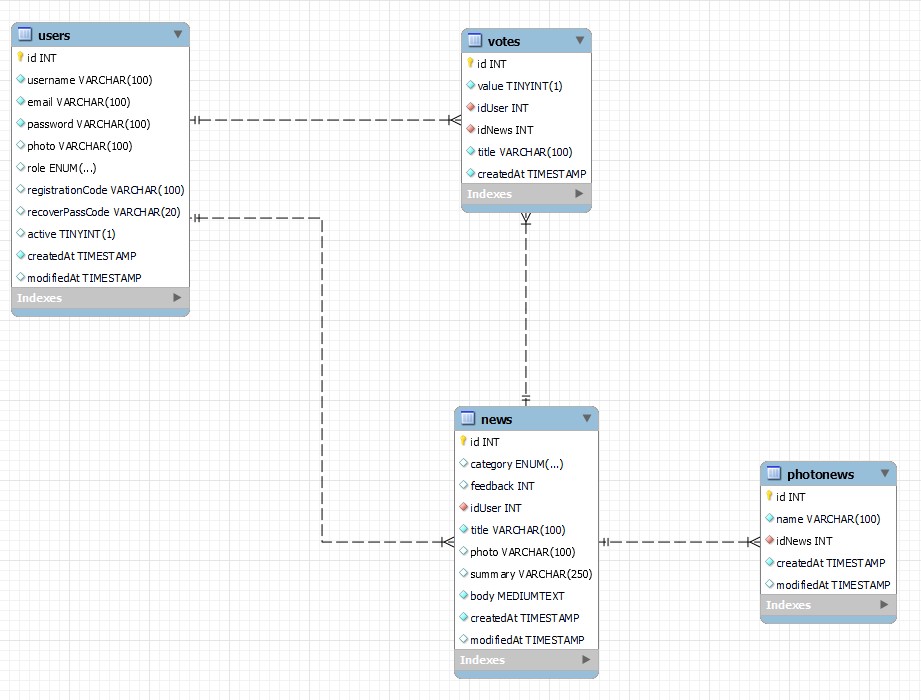 users
id INT
username VARCHAR(100)
email VARCHAR(100)
password VARCHAR(100)
photo VARCHAR(100)
role ENUM(...)
registrationCode VARCHAR(100)
recoverPassCode VARCHAR(20)
active TINYINT(1)
createdAt TIMESTAMP
modifiedAt TIMESTAMP
Indexes
votes
id INT
value TINYINT(1)
idUser INT
idNews INT
title VARCHAR(100)
createdAt TIMESTAMP
Indexes
news
id INT
category ENUM(...)
feedback INT
idUser INT
title VARCHAR(100)
photo VARCHAR(100)
summary VARCHAR(250)
body MEDIUMTEXT
createdAt TIMESTAMP
modifiedAt TIMESTAMP
Indexes
photonews
id INT
name VARCHAR(100)
idNews INT
createdAt TIMESTAMP
modifiedAt TIMESTAMP
Indexes